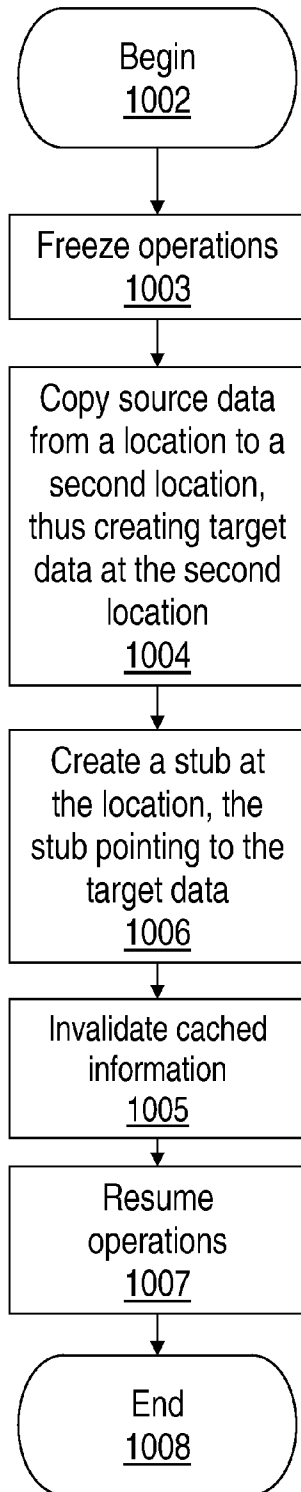 Begin
1002
Freeze operations
1003
Copy source data
from a location to a
second location,
thus creating target
data at the second
location
1004
Create a stub at
the location, the
stub pointing to the
target data
1006
Invalidate cached
information
1005
Resume
operations
1007
End
1008